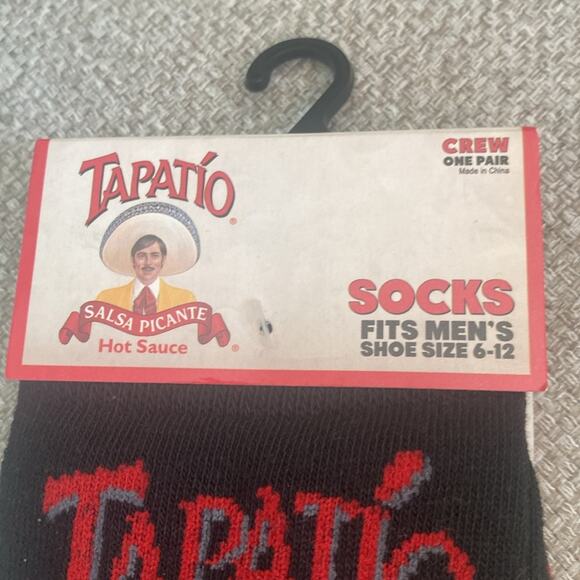 TAPATÍO
SALSA PICANTE
Hot Sauce
CREW
ONE PAIR
Made in China
SOCKS
FITS MEN'S
SHOE SIZE 6-12
TAPATÍO